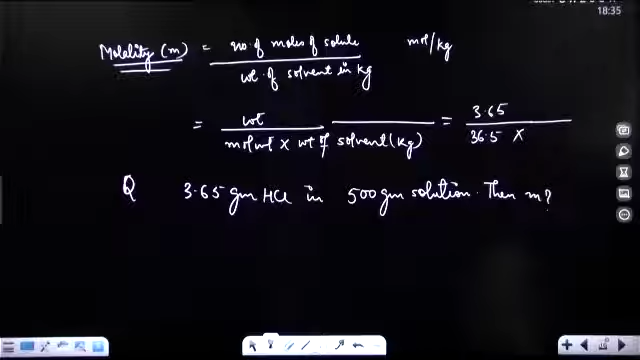 18:35
Molality (m) = no. of moles of solute / wt. of solvent in kg mol/kg
= wt / mol wt x wt of solvent (kg) = 3.65 / 36.5 x
Q 3.65 gm HCl in 500 gm solution. Then m?